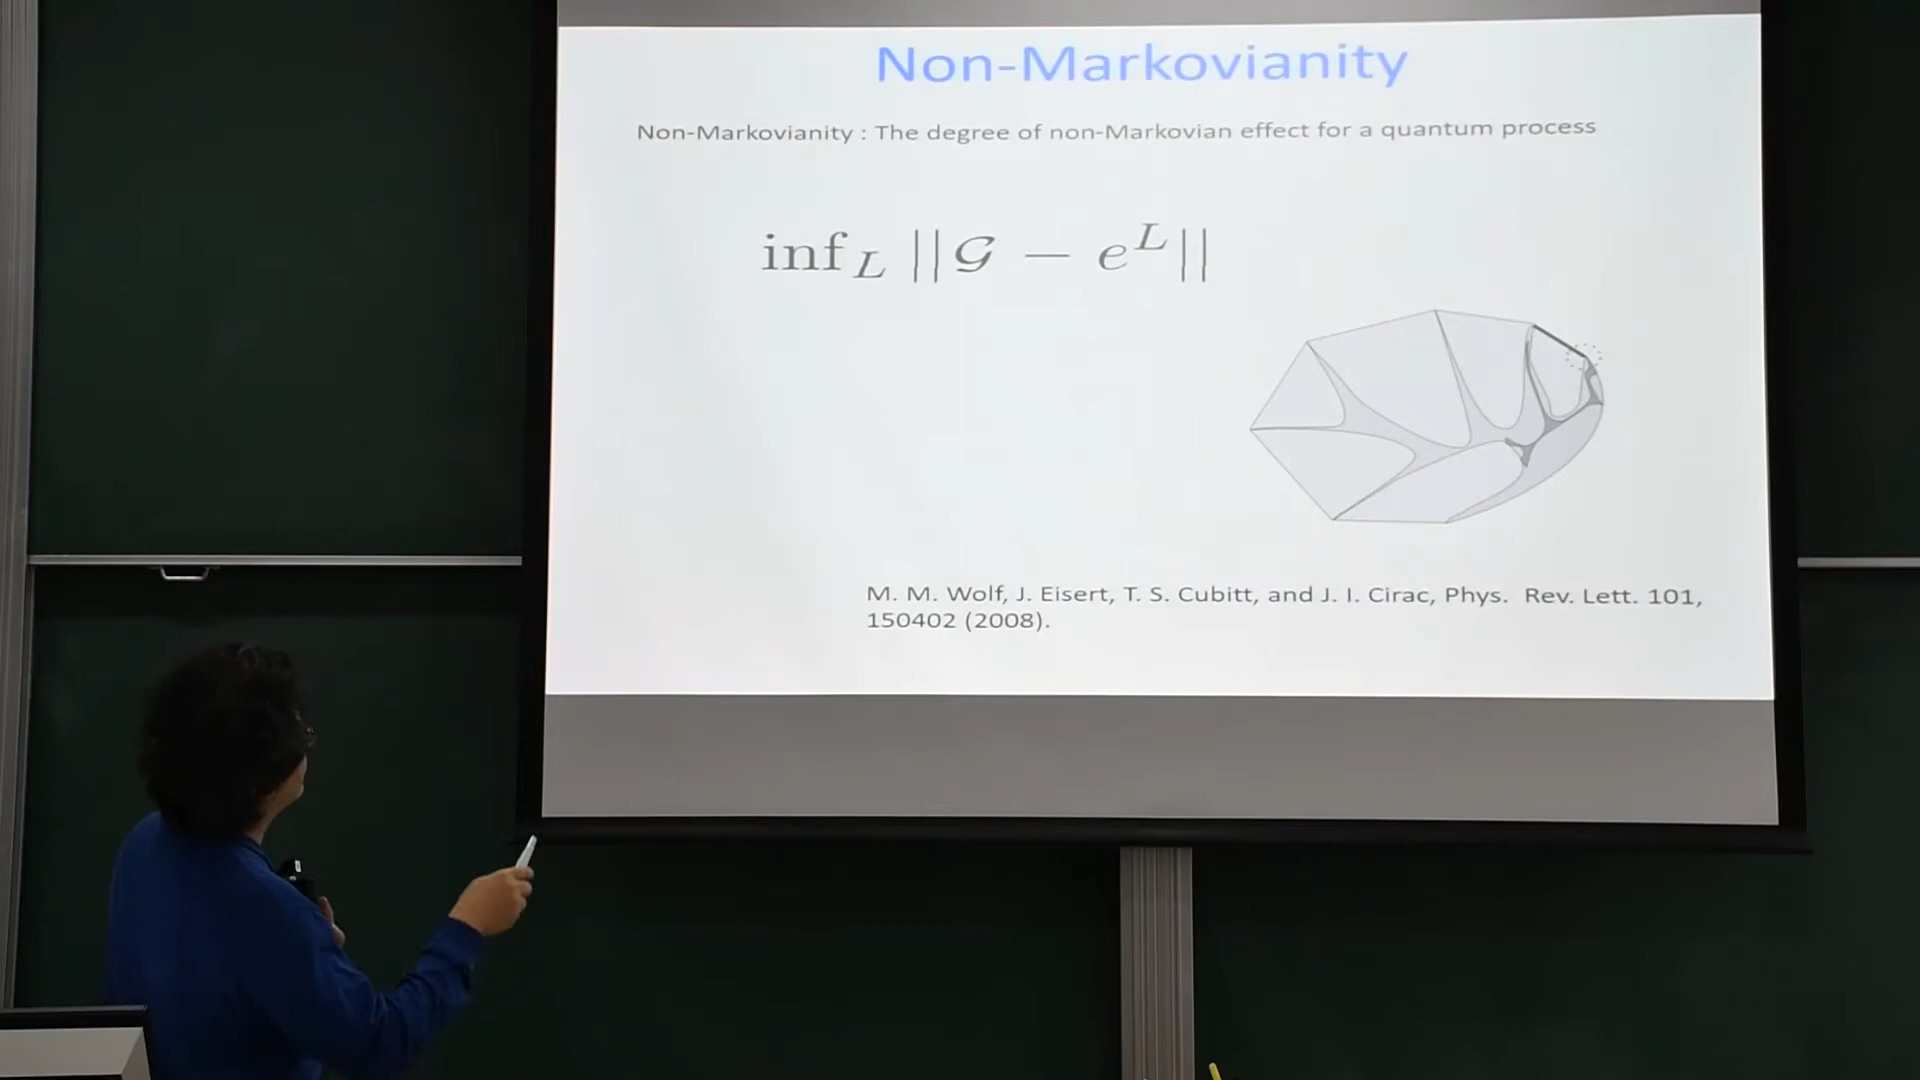 Non-Markovianity
Non-Markovianity : The degree of non-Markovian effect for a quantum process
inf_L ||𝒢 − e^L||
M. M. Wolf, J. Eisert, T. S. Cubitt, and J. I. Cirac, Phys. Rev. Lett. 101,
150402 (2008).